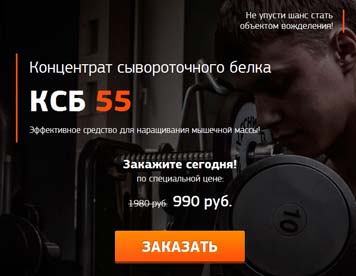 Не упусти шанс стать
объектом вожделения!
Концентрат сывороточного белка
КСБ 55
Эффективное средство для наращивания мышечной массы!
Закажите сегодня!
по специальной цене:
1980 руб. 990 руб.
ЗАКАЗАТЬ
10